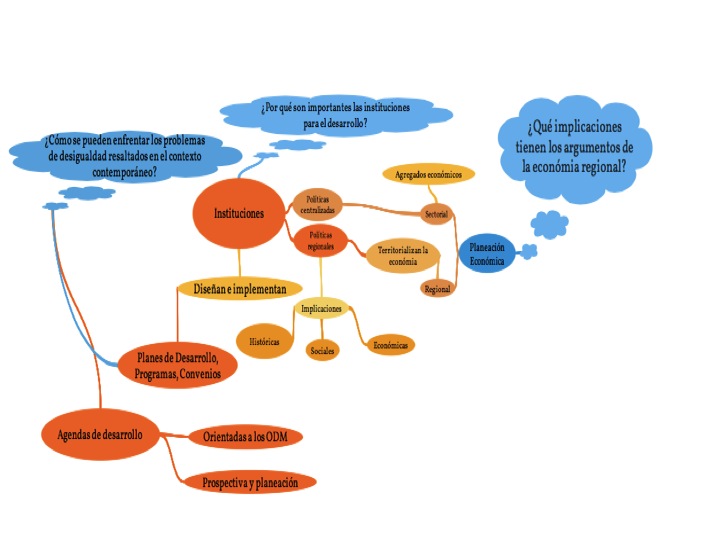 ¿Por qué son importantes las instituciones
para el desarrollo?
¿Qué implicaciones
tienen los argumentos de
la económia regional?
¿Cómo se pueden enfrentar los problemas
de desigualdad resaltados en el contexto
contemporáneo?
Agregados económicos
Instituciones
Políticas
centralizadas
Sectorial
Políticas
regionales
Territorializan la
económia
Planeación
Económica
Regional
Diseñan e implementan
Implicaciones
Históricas
Sociales
Económicas
Planes de Desarrollo,
Programas, Convenios
Agendas de desarrollo
Orientadas a los ODM
Prospectiva y planeación